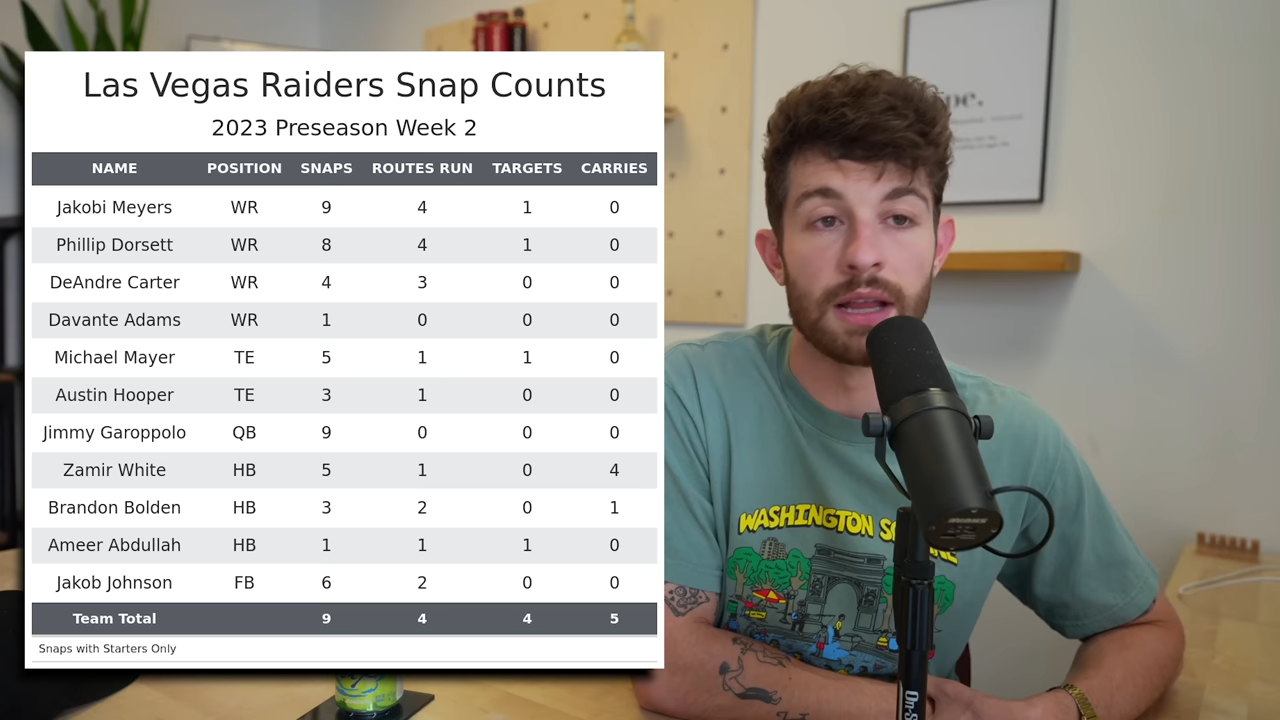 Las Vegas Raiders Snap Counts
2023 Preseason Week 2
NAME POSITION SNAPS ROUTES RUN TARGETS CARRIES
Jakobi Meyers WR 9 4 1 0
Phillip Dorsett WR 8 4 1 0
DeAndre Carter WR 4 3 0 0
Davante Adams WR 1 0 0 0
Michael Mayer TE 5 1 1 0
Austin Hooper TE 3 1 0 0
Jimmy Garoppolo QB 9 0 0 0
Zamir White HB 5 1 0 4
Brandon Bolden HB 3 2 0 1
Ameer Abdullah HB 1 1 1 0
Jakob Johnson FB 6 2 0 0
Team Total 9 4 4 5
Snaps with Starters Only
WASHINGTON